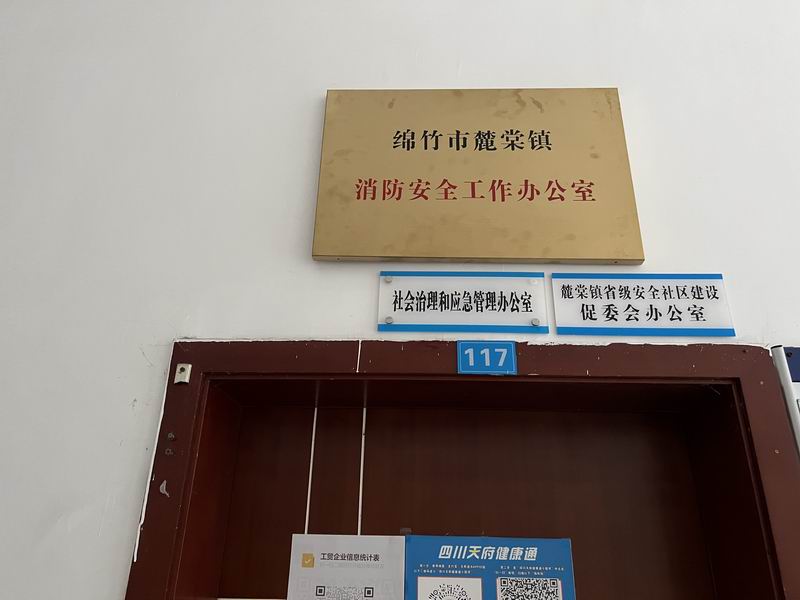 绵竹市麓棠镇
消防安全工作办公室
社会治理和应急管理办公室
麓棠镇省级安全社区建设
促委会办公室
117
工贸企业信息统计表
四川天府健康通